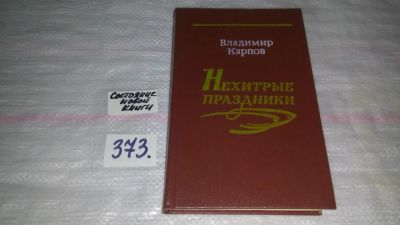 Владимир
Карпов
Нехитрые
праздники
Состояние
новой
книги
373.